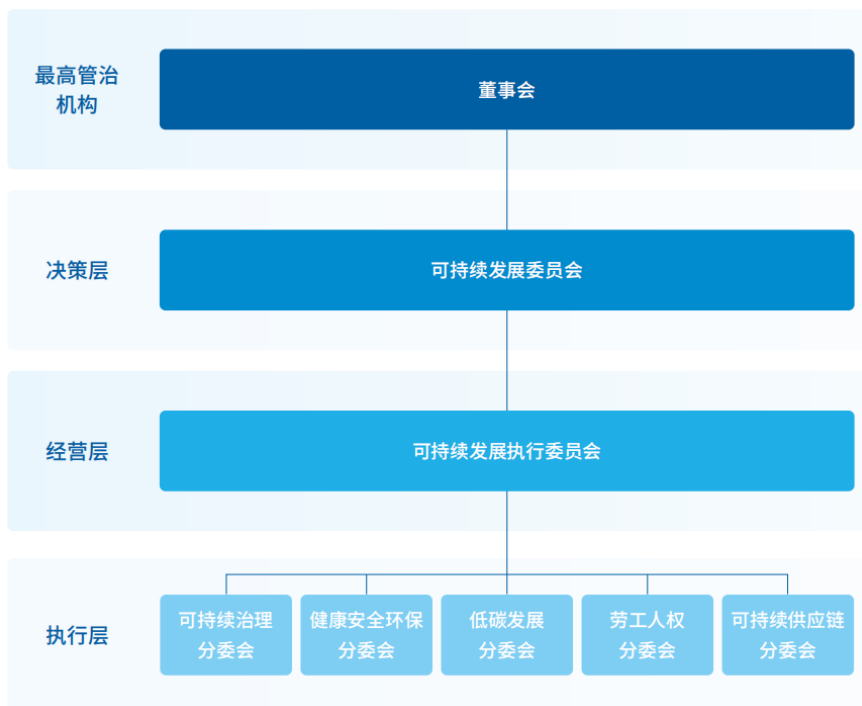 最高管治
机构
董事会
决策层
可持续发展委员会
经营层
可持续发展执行委员会
执行层
可持续治理
分委会
健康安全环保
分委会
低碳发展
分委会
劳工人权
分委会
可持续供应链
分委会